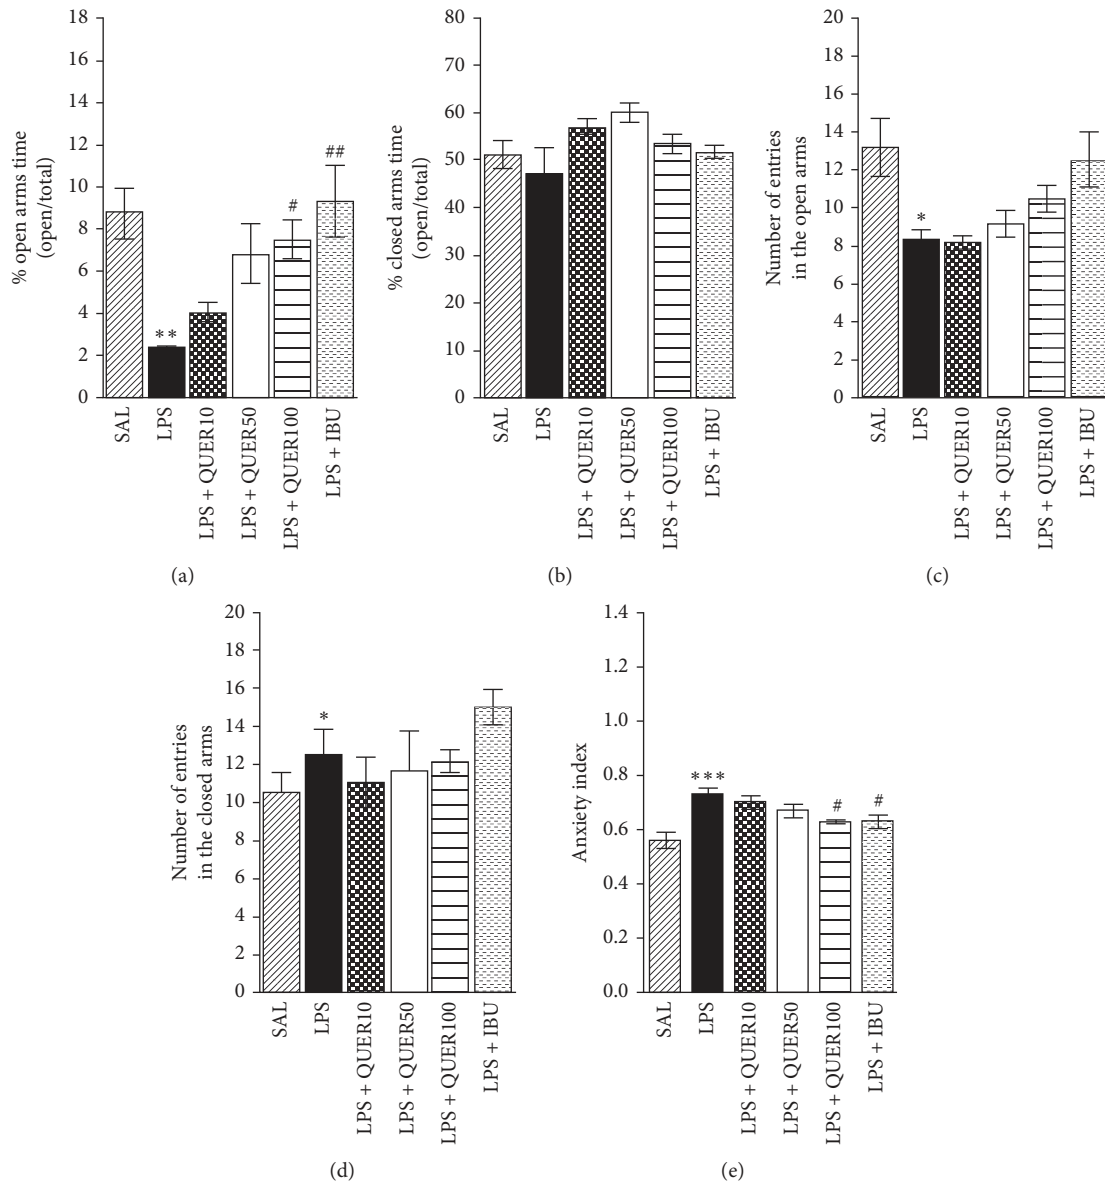 18
16
14
12
10
8
6
4
2
0
% open arms time
(open/total)
**
#
##
SAL
LPS
LPS + QUER10
LPS + QUER50
LPS + QUER100
LPS + IBU
(a)
80
70
60
50
40
30
20
10
0
% closed arms time
(open/total)
SAL
LPS
LPS + QUER10
LPS + QUER50
LPS + QUER100
LPS + IBU
(b)
20
18
16
14
12
10
8
6
4
2
0
Number of entries
in the open arms
*
SAL
LPS
LPS + QUER10
LPS + QUER50
LPS + QUER100
LPS + IBU
(c)
20
18
16
14
12
10
8
6
4
2
0
Number of entries
in the closed arms
*
SAL
LPS
LPS + QUER10
LPS + QUER50
LPS + QUER100
LPS + IBU
(d)
1.4
1.2
1.0
0.8
0.6
0.4
0.2
0.0
Anxiety index
***
#
#
SAL
LPS
LPS + QUER10
LPS + QUER50
LPS + QUER100
LPS + IBU
(e)